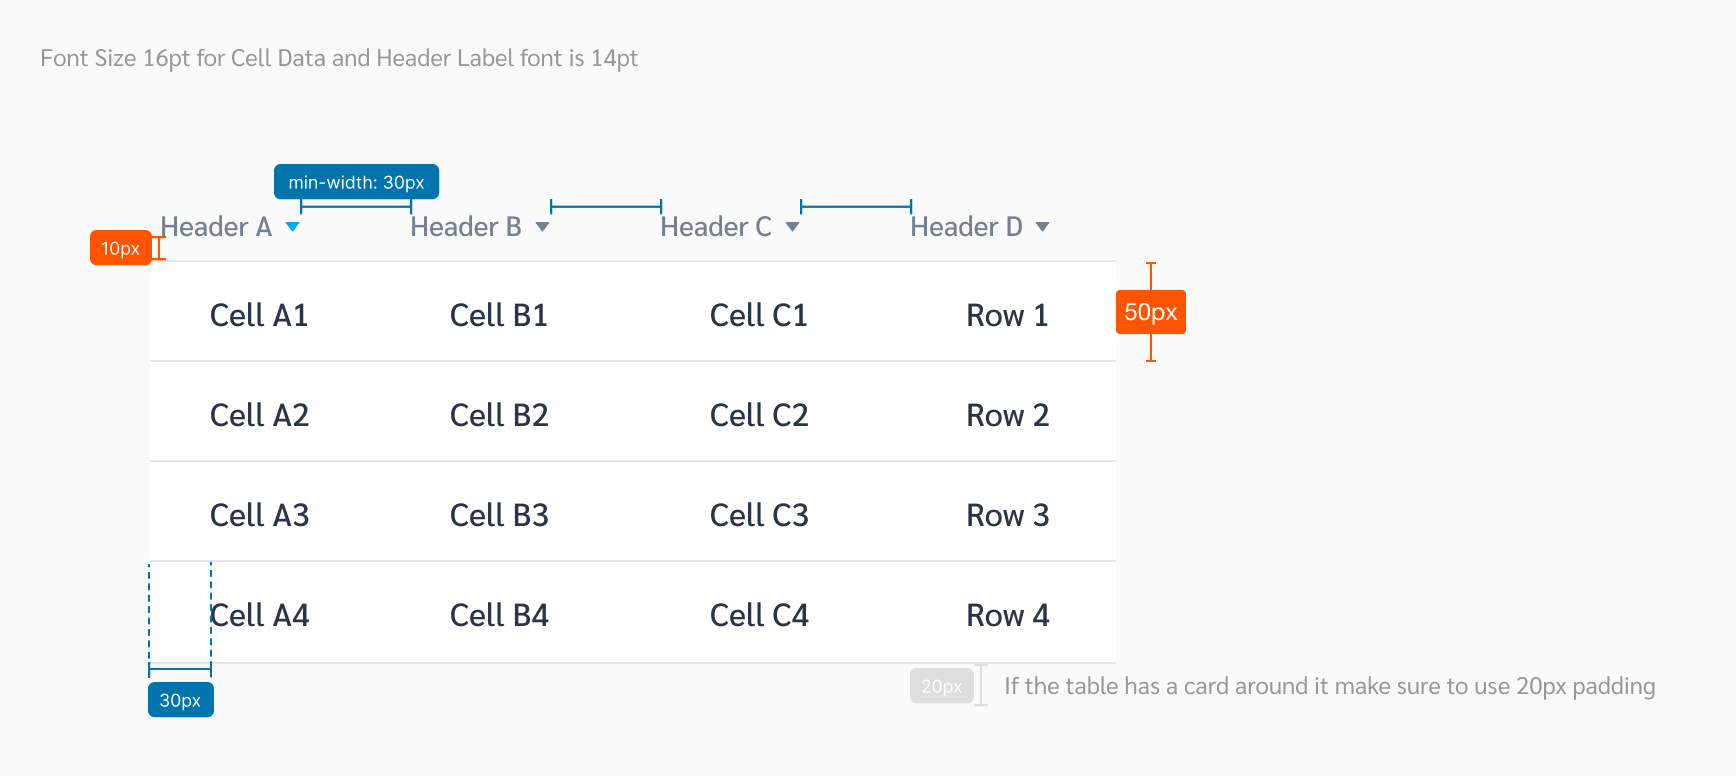 Font Size 16pt for Cell Data and Header Label font is 14pt
min-width: 30px
Header A Header B Header C Header D
10px
Cell A1 Cell B1 Cell C1 Row 1
50px
Cell A2 Cell B2 Cell C2 Row 2
Cell A3 Cell B3 Cell C3 Row 3
Cell A4 Cell B4 Cell C4 Row 4
20px If the table has a card around it make sure to use 20px padding
30px